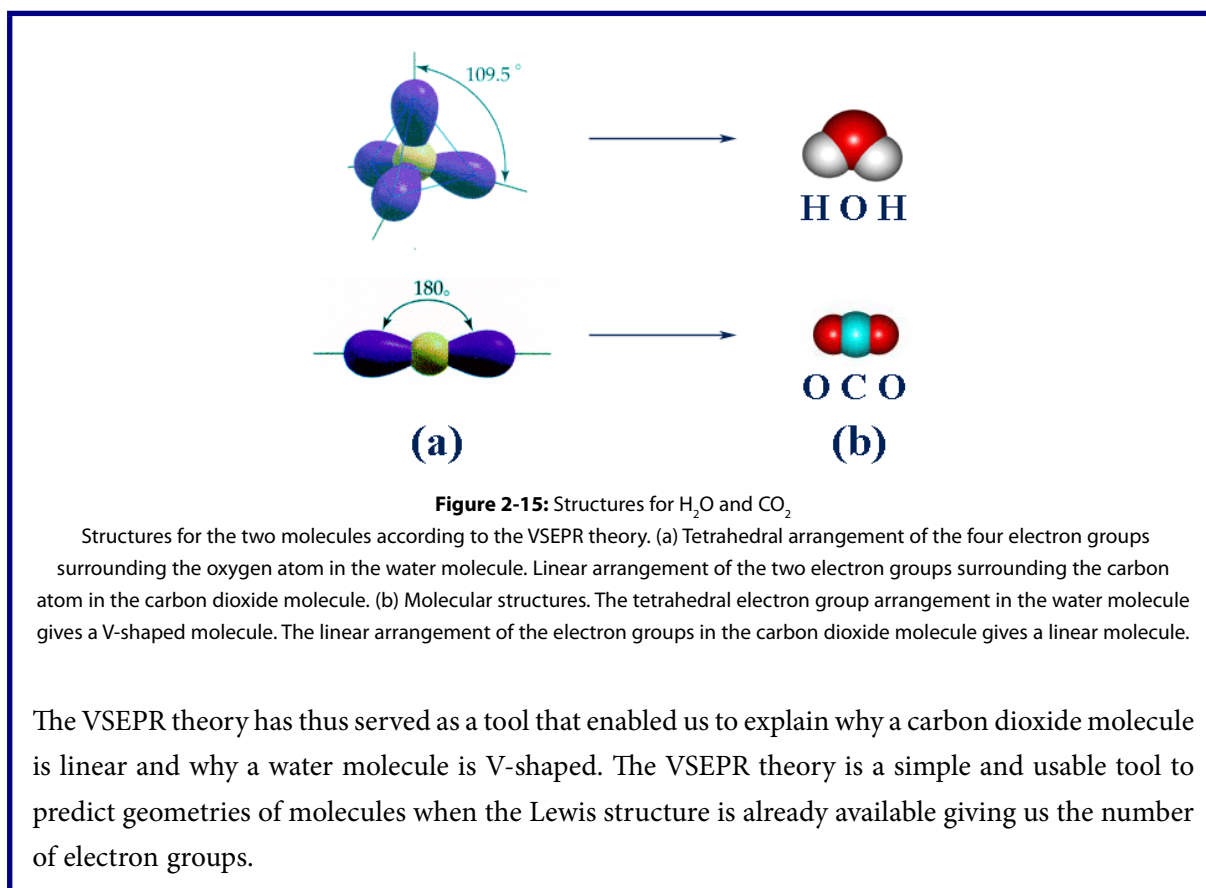 109.5 °
H O H
180°
O C O
(a) (b)
Figure 2-15: Structures for H₂O and CO₂
Structures for the two molecules according to the VSEPR theory. (a) Tetrahedral arrangement of the four electron groups
surrounding the oxygen atom in the water molecule. Linear arrangement of the two electron groups surrounding the carbon
atom in the carbon dioxide molecule. (b) Molecular structures. The tetrahedral electron group arrangement in the water molecule
gives a V-shaped molecule. The linear arrangement of the electron groups in the carbon dioxide molecule gives a linear molecule.
The VSEPR theory has thus served as a tool that enabled us to explain why a carbon dioxide molecule
is linear and why a water molecule is V-shaped. The VSEPR theory is a simple and usable tool to
predict geometries of molecules when the Lewis structure is already available giving us the number
of electron groups.